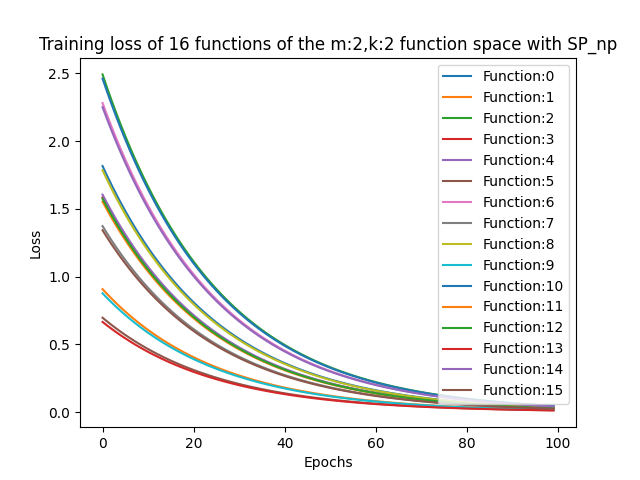 Training loss of 16 functions of the m:2,k:2 function space with SP_np
2.5
2.0
1.5
1.0
0.5
0.0
Loss
Function:0
Function:1
Function:2
Function:3
Function:4
Function:5
Function:6
Function:7
Function:8
Function:9
Function:10
Function:11
Function:12
Function:13
Function:14
Function:15
0 20 40 60 80 100
Epochs